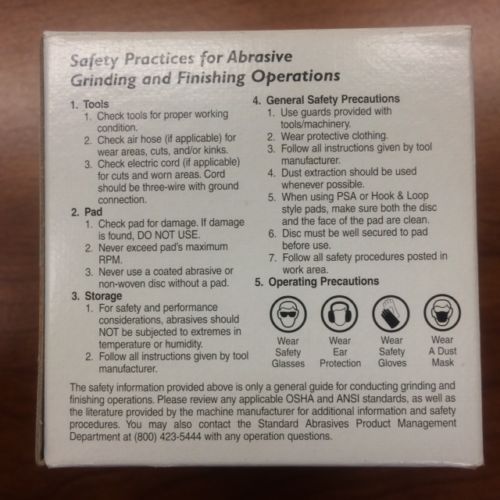 Safety Practices for Abrasive
Grinding and Finishing Operations
1. Tools
1. Check tools for proper working
condition.
2. Check air hose (if applicable) for
wear areas, cuts, and/or kinks.
3. Check electric cord (if applicable)
for cuts and worn areas. Cord
should be three-wire with ground
connection.
2. Pad
1. Check pad for damage. If damage
is found, DO NOT USE.
2. Never exceed pad's maximum
RPM.
3. Never use a coated abrasive or
non-woven disc without a pad.
3. Storage
1. For safety and performance
considerations, abrasives should
NOT be subjected to extremes in
temperature or humidity.
2. Follow all instructions given by tool
manufacturer.
4. General Safety Precautions
1. Use guards provided with
tools/machinery.
2. Wear protective clothing.
3. Follow all instructions given by tool
manufacturer.
4. Dust extraction should be used
whenever possible.
5. When using PSA or Hook & Loop
style pads, make sure both the disc
and the face of the pad are clean.
6. Disc must be well secured to pad
before use.
7. Follow all safety procedures posted in
work area.
5. Operating Precautions
Wear
Safety
Glasses
Wear
Ear
Protection
Wear
Safety
Gloves
Wear
A Dust
Mask
The safety information provided above is only a general guide for conducting grinding and
finishing operations. Please review any applicable OSHA and ANSI standards, as well as
the literature provided by the machine manufacturer for additional information and safety
procedures. You may also contact the Standard Abrasives Product Management
Department at (800) 423-5444 with any operation questions.